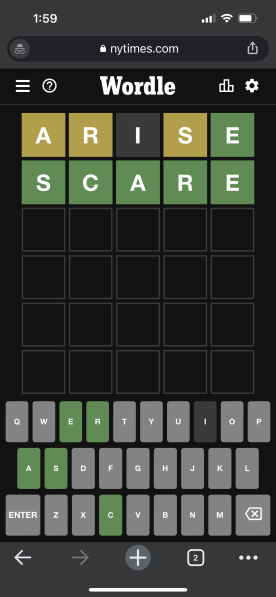 1:59
nytimes.com
Wordle
A R I S E
S C A R E
Q W E R T Y U I O P
A S D F G H J K L
ENTER Z X C V B N M
2